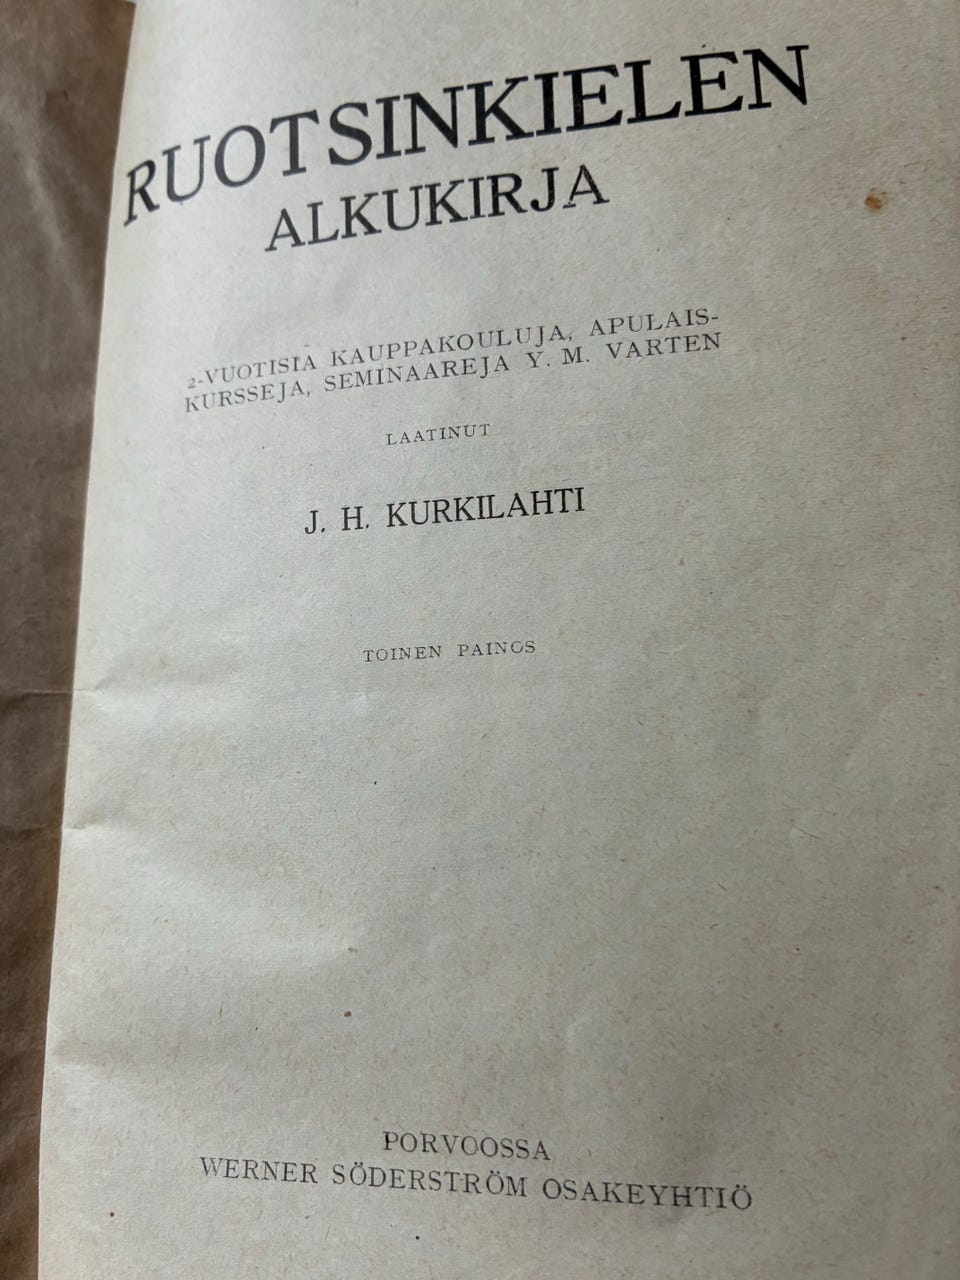 RUOTSINKIELEN
ALKUKIRJA
2-VUOTISIA KAUPPAKOULUJA, APULAIS-
KURSSEJA, SEMINAAREJA Y. M. VARTEN
LAATINUT
J. H. KURKILAHTI
TOINEN PAINOS
PORVOOSSA
WERNER SÖDERSTRÖM OSAKEYHTIÖ